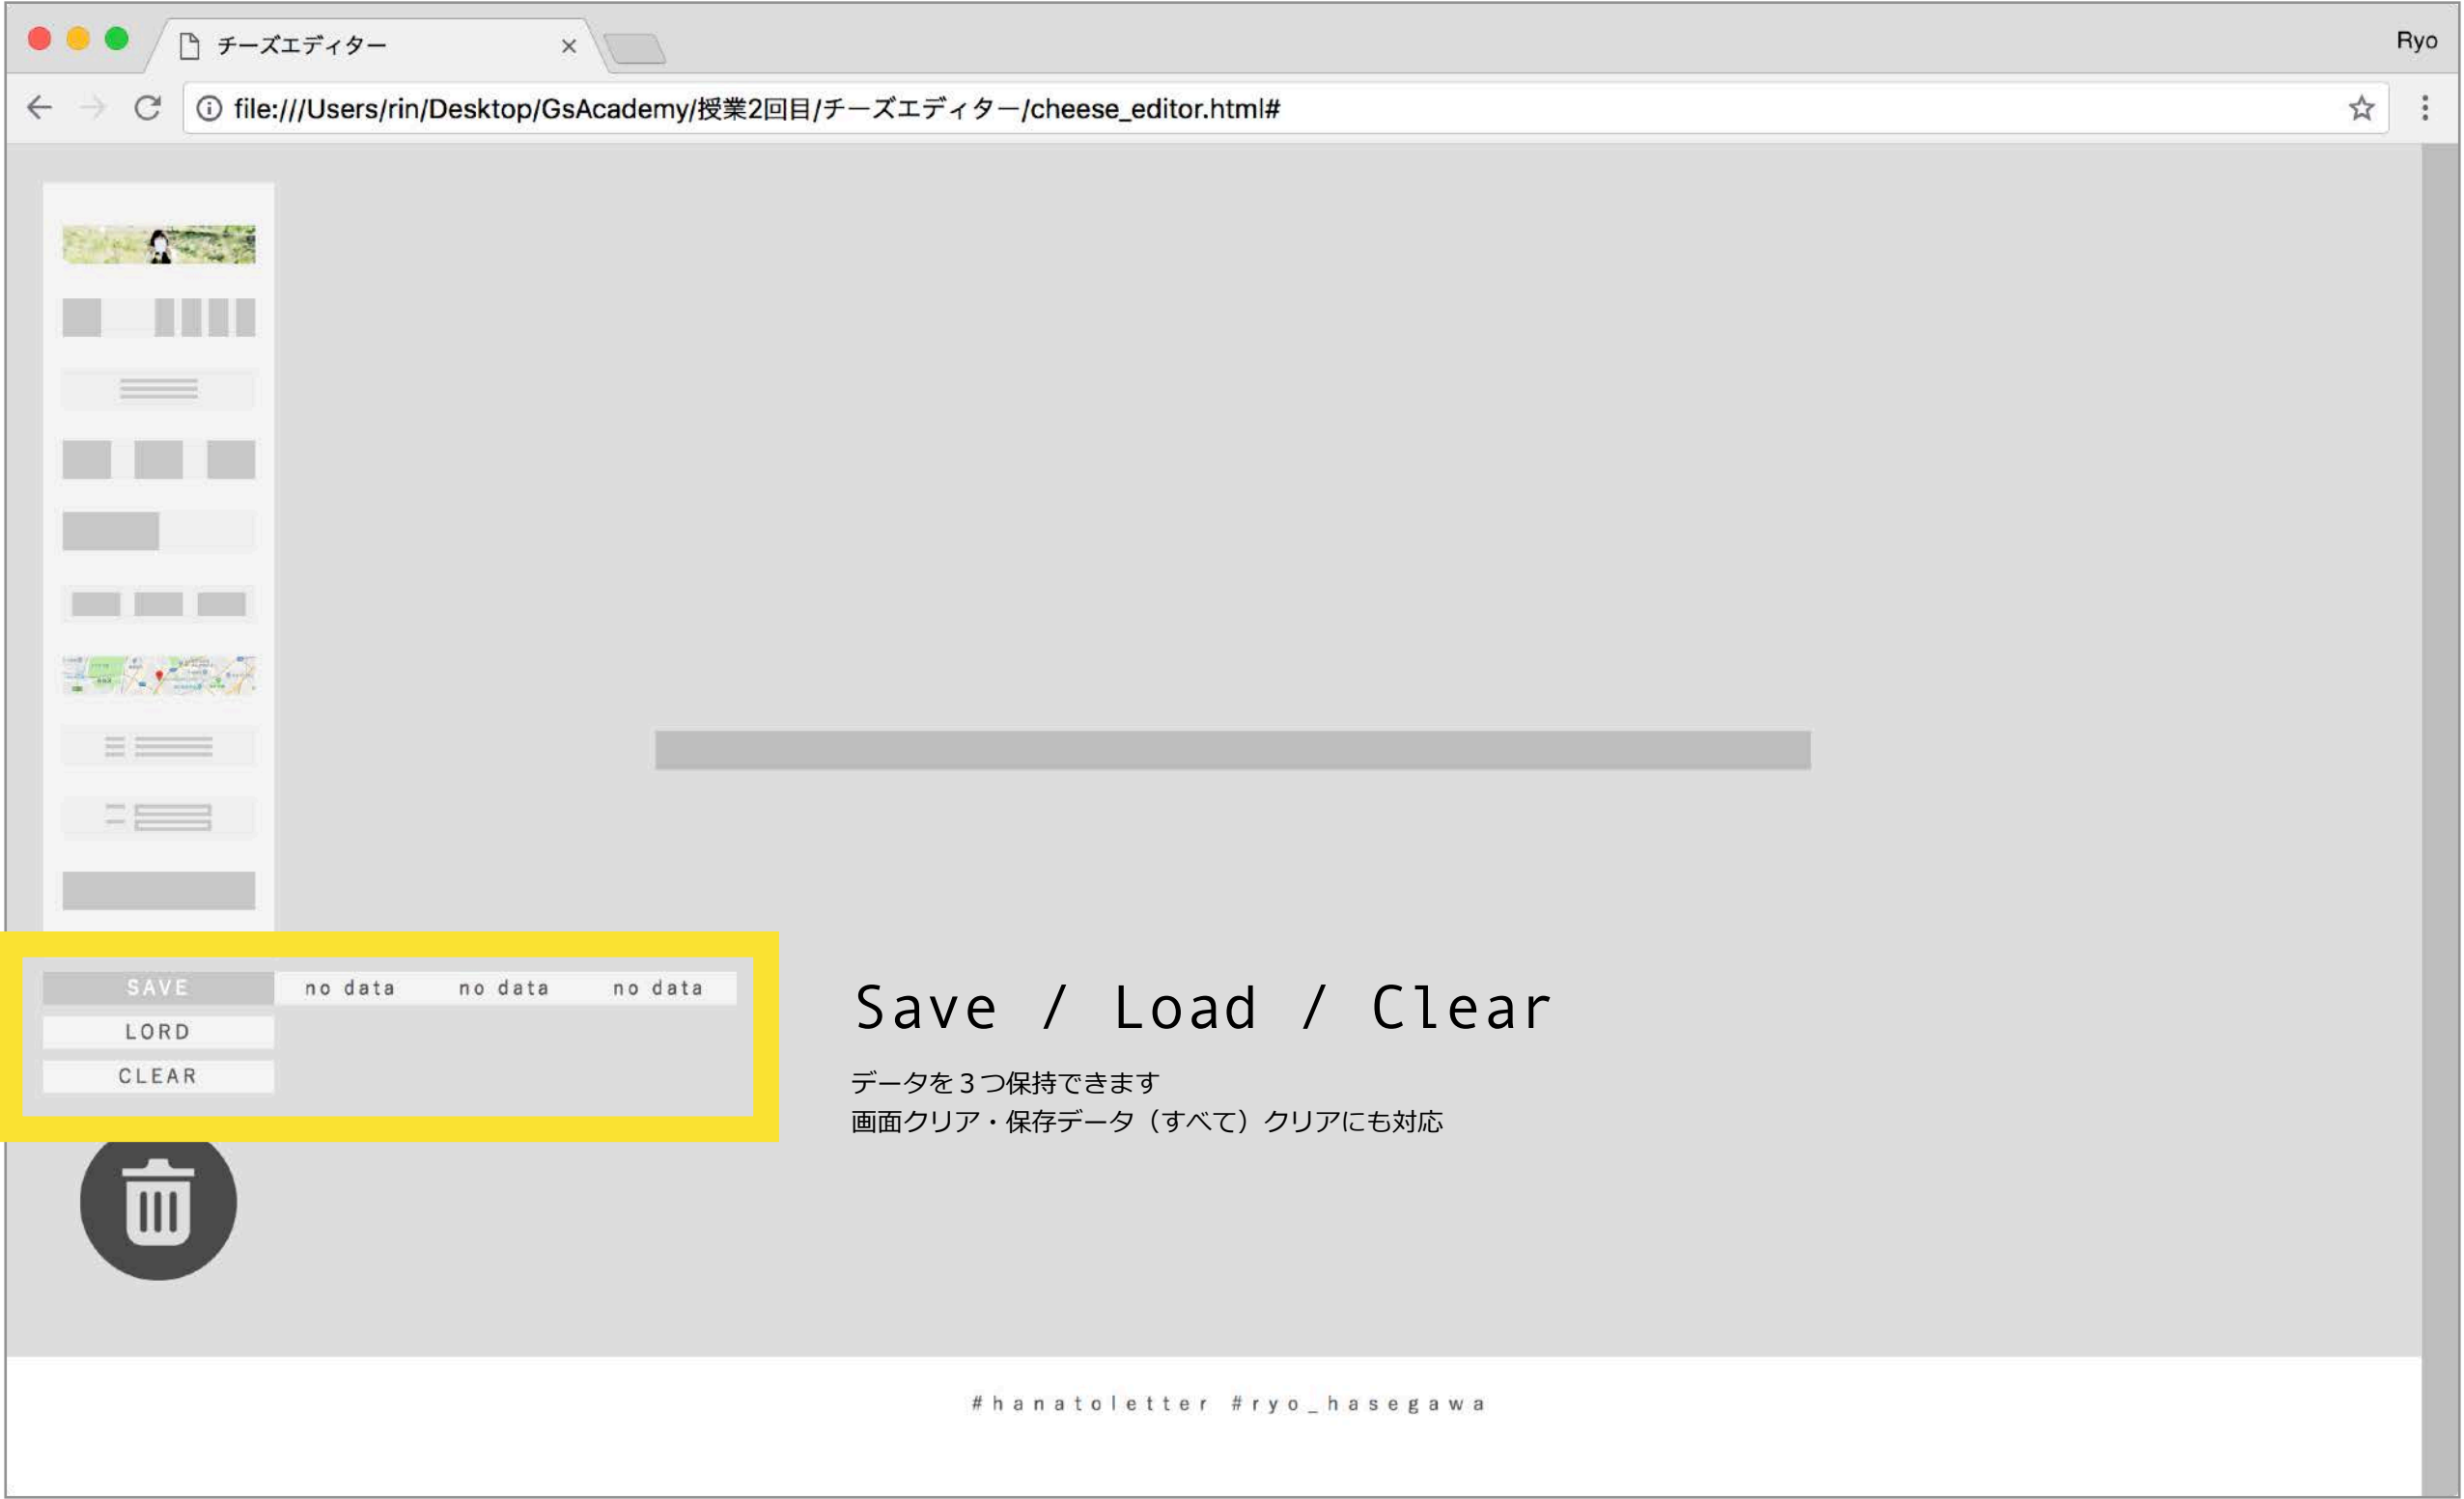 チーズエディター
Ryo
file:///Users/rin/Desktop/GsAcademy/授業2回目/チーズエディター/cheese_editor.html#
SAVE no data no data no data
LORD
CLEAR
Save / Load / Clear
データを３つ保持できます
画面クリア・保存データ（すべて）クリアにも対応
#hanatoletter #ryo_hasegawa